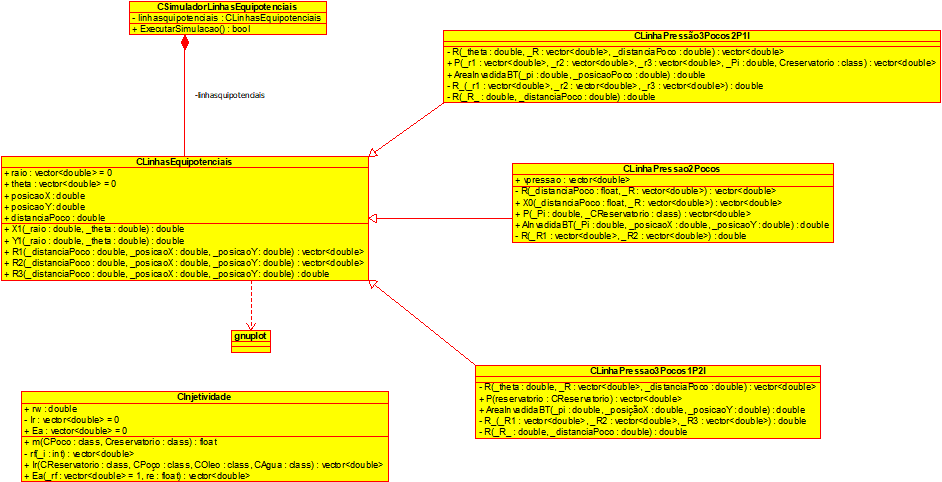 CSimuladorLinhasEquipotenciais
- linhasquipotenciais : CLinhasEquipotenciais
+ ExecutarSimulacao() : bool
-linhasquipotenciais
CLinhaPressão3Pocos2P1I
- R(_theta : double, _R : vector<double>, _distanciaPoco : double) : vector<double>
+ P(_r1 : vector<double>, _r2 : vector<double>, _r3 : vector<double>, _Pi : double, Creservatorio : class) : vector<double>
+ AreaInvadidaBT(_pi : double, _posicaoPoco : double) : double
- R_(_r1 : vector<double>, _r2 : vector<double>, _r3 : vector<double>) : double
- R(_R_ : double, _distanciaPoco : double) : double
CLinhasEquipotenciais
+ raio : vector<double> = 0
+ theta : vector<double> = 0
+ posicaoX : double
+ posicaoY : double
+ distanciaPoco : double
+ X1(_raio : double, _theta : double) : double
+ Y1(_raio : double, _theta : double) : double
+ R1(_distanciaPoco : double, _posicaoX : double, _posicaoY : double) : vector<double>
+ R2(_distanciaPoco : double, _posicaoX : double, _posicaoY : double) : vector<double>
+ R3(_distanciaPoco : double, _posicaoX : double, _posicaoY : double) : double
CLinhaPressao2Pocos
+ vpressao : vector<double>
- R(_distanciaPoco : float, _R : vector<double>) : vector<double>
+ X0(_distanciaPoco : float, _R : vector<double>) : vector<double>
+ P(_Pi : double, _CReservatorio : class) : vector<double>
+ AInvadidaBT(_Pi : double, _posicaoX : double, _posicaoY : double) : double
- R(_R1 : vector<double>, _R2 : vector<double>) : double
gnuplot
CLinhaPressao3Pocos1P2I
- R(_theta : double, _R : vector<double>, _distanciaPoco : double) : vector<double>
+ P(reservatorio : CReservatorio) : vector<double>
+ AreaInvadidaBT(_pi : double, _posiçãoX : double, _posicaoY : double) : double
- R_(_R1 : vector<double>, _R2 : vector<double>, _R3 : vector<double>) : double
- R(_R_ : double, _distanciaPoco : double) : double
CInjetividade
+ rw : double
- Ir : vector<double> = 0
+ Ea : vector<double> = 0
+ m(CPoco : class, Creservatorio : class) : float
- rf(_i : int) : vector<double>
+ Ir(CReservatorio : class, CPoço : class, COleo : class, CAgua : class) : vector<double>
+ Ea(_rf : vector<double> = 1, re : float) : vector<double>